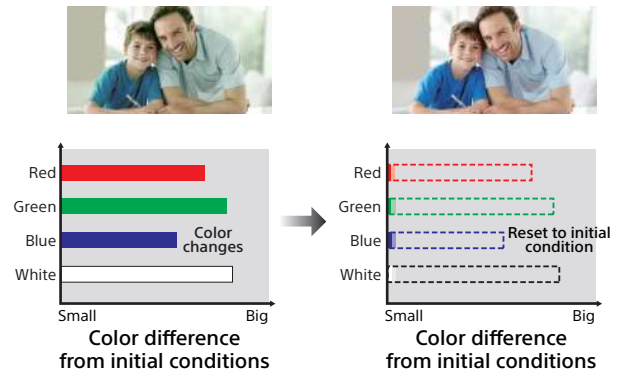 Red
Green
Blue
White
Color
changes
Small
Big
Color difference
from initial conditions
Red
Green
Blue
White
Reset to initial
condition
Small
Big
Color difference
from initial conditions